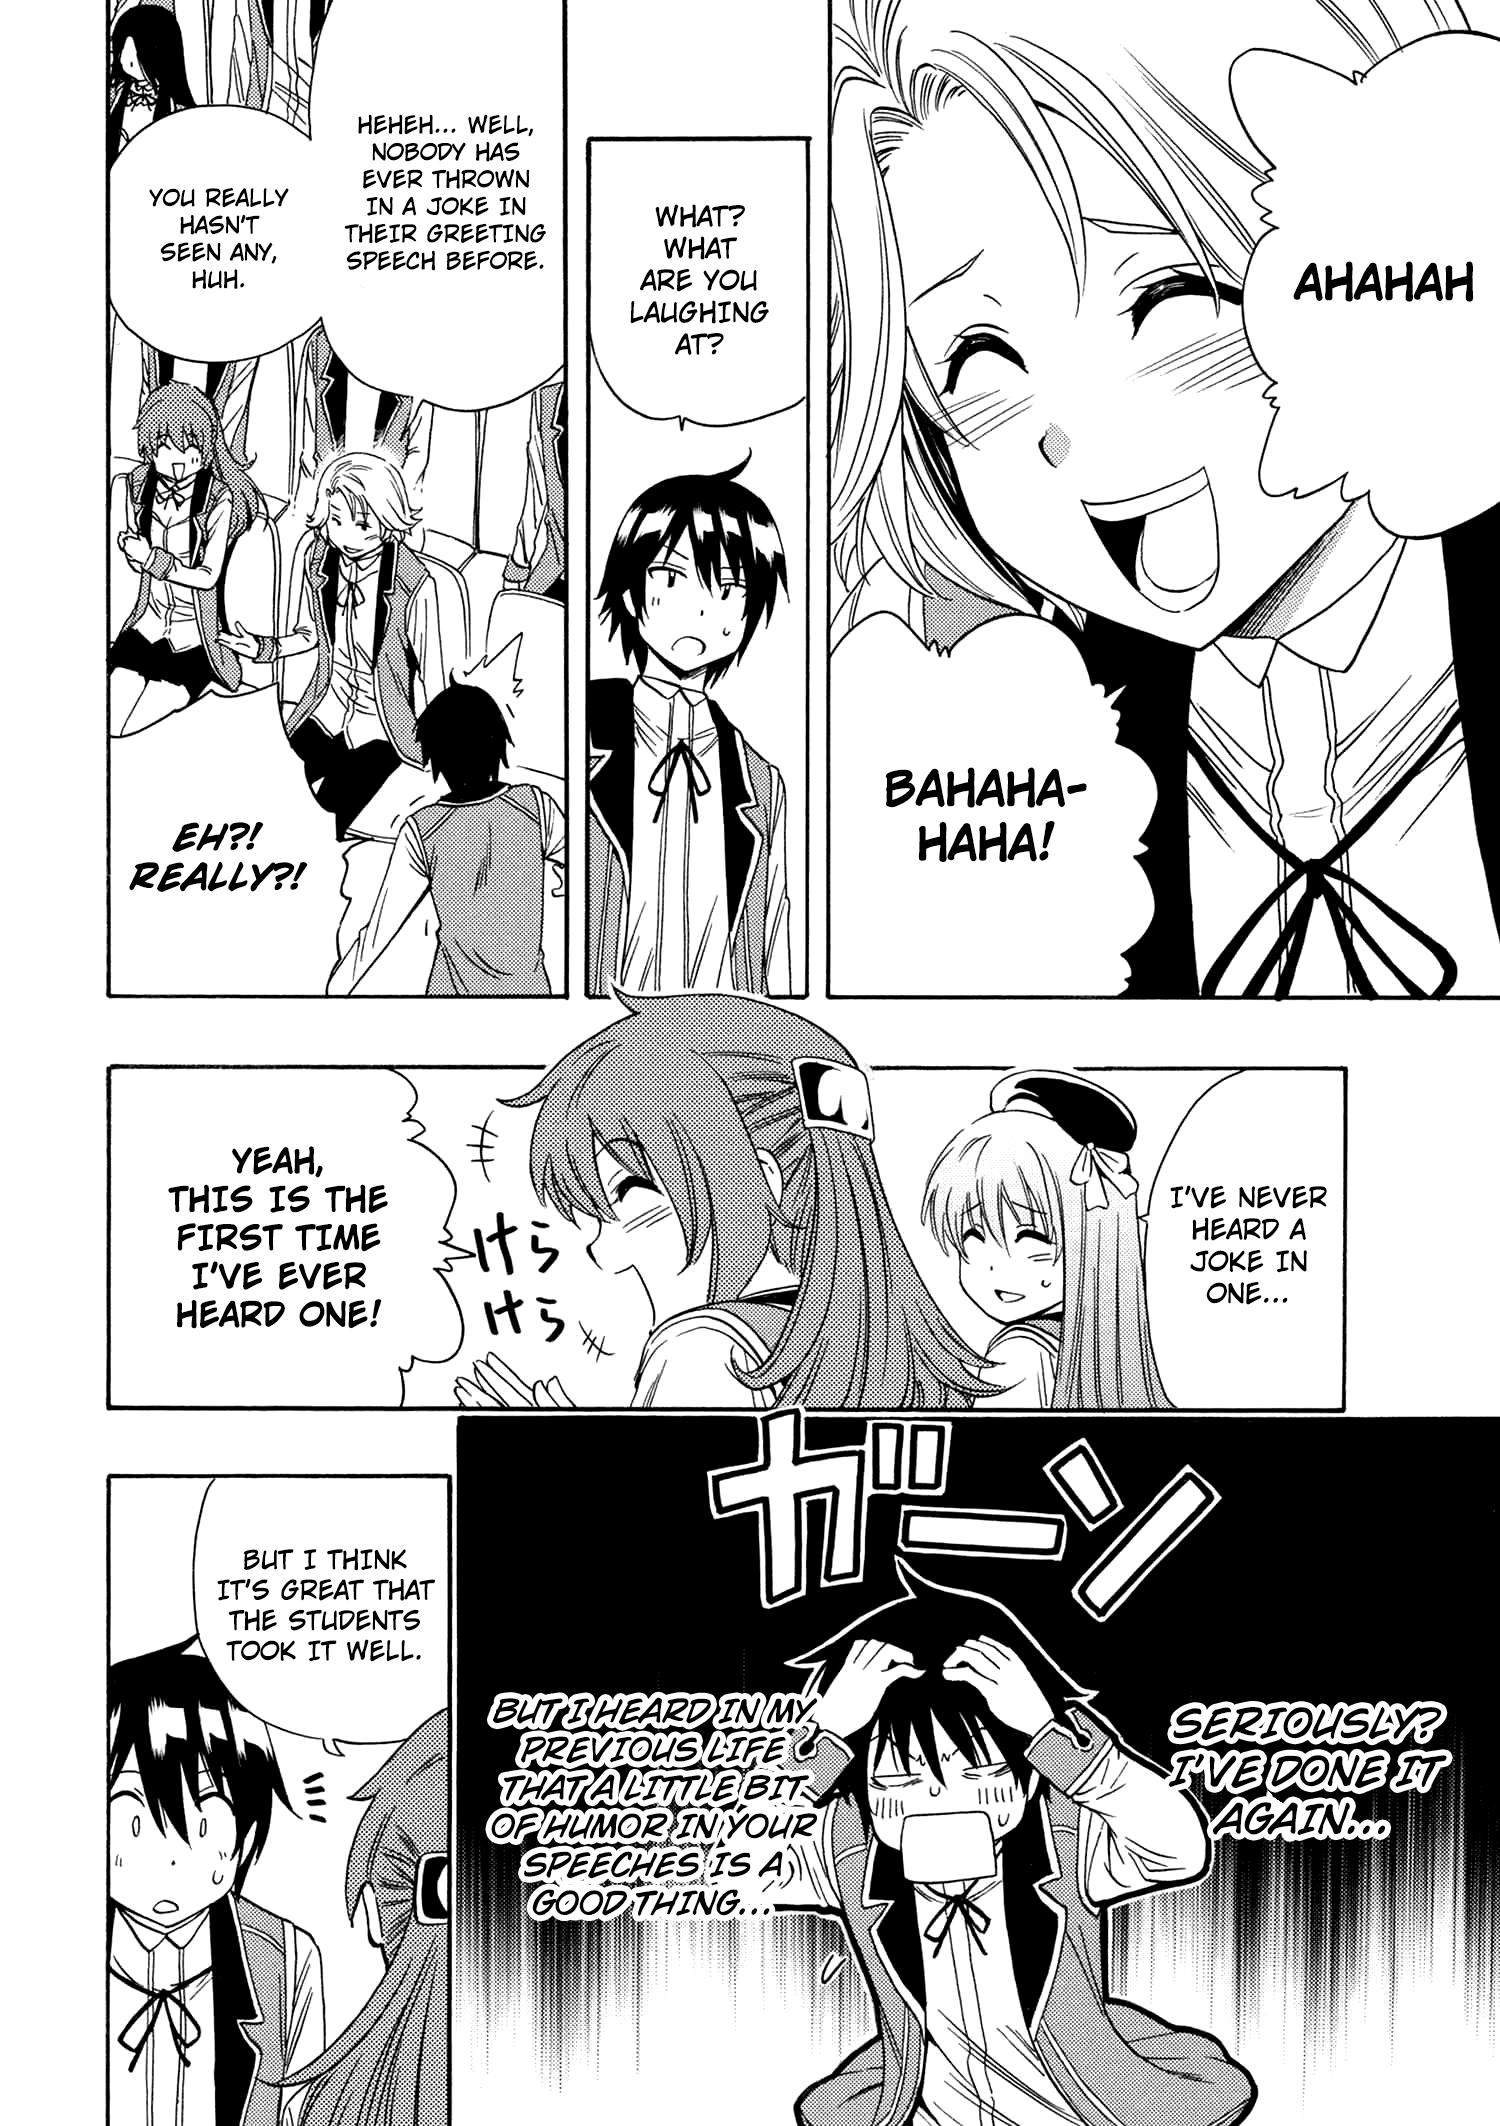 AHAHAH
BAHAHA-
HAHA!
WHAT?
WHAT
ARE YOU
LAUGHING
AT?
HEHEH... WELL,
NOBODY HAS
EVER THROWN
IN A JOKE IN
THEIR GREETING
SPEECH BEFORE.
YOU REALLY
HASN'T
SEEN ANY,
HUH.
EH?!
REALLY?!
I'VE NEVER
HEARD A
JOKE IN
ONE...
けら
けら
YEAH,
THIS IS THE
FIRST TIME
I'VE EVER
HEARD ONE!
ガーン
SERIOUSLY?
I'VE DONE IT
AGAIN...
BUT I HEARD IN MY
PREVIOUS LIFE
THAT A LITTLE BIT
OF HUMOR IN YOUR
SPEECHES IS A
GOOD THING...
BUT I THINK
IT'S GREAT THAT
THE STUDENTS
TOOK IT WELL.